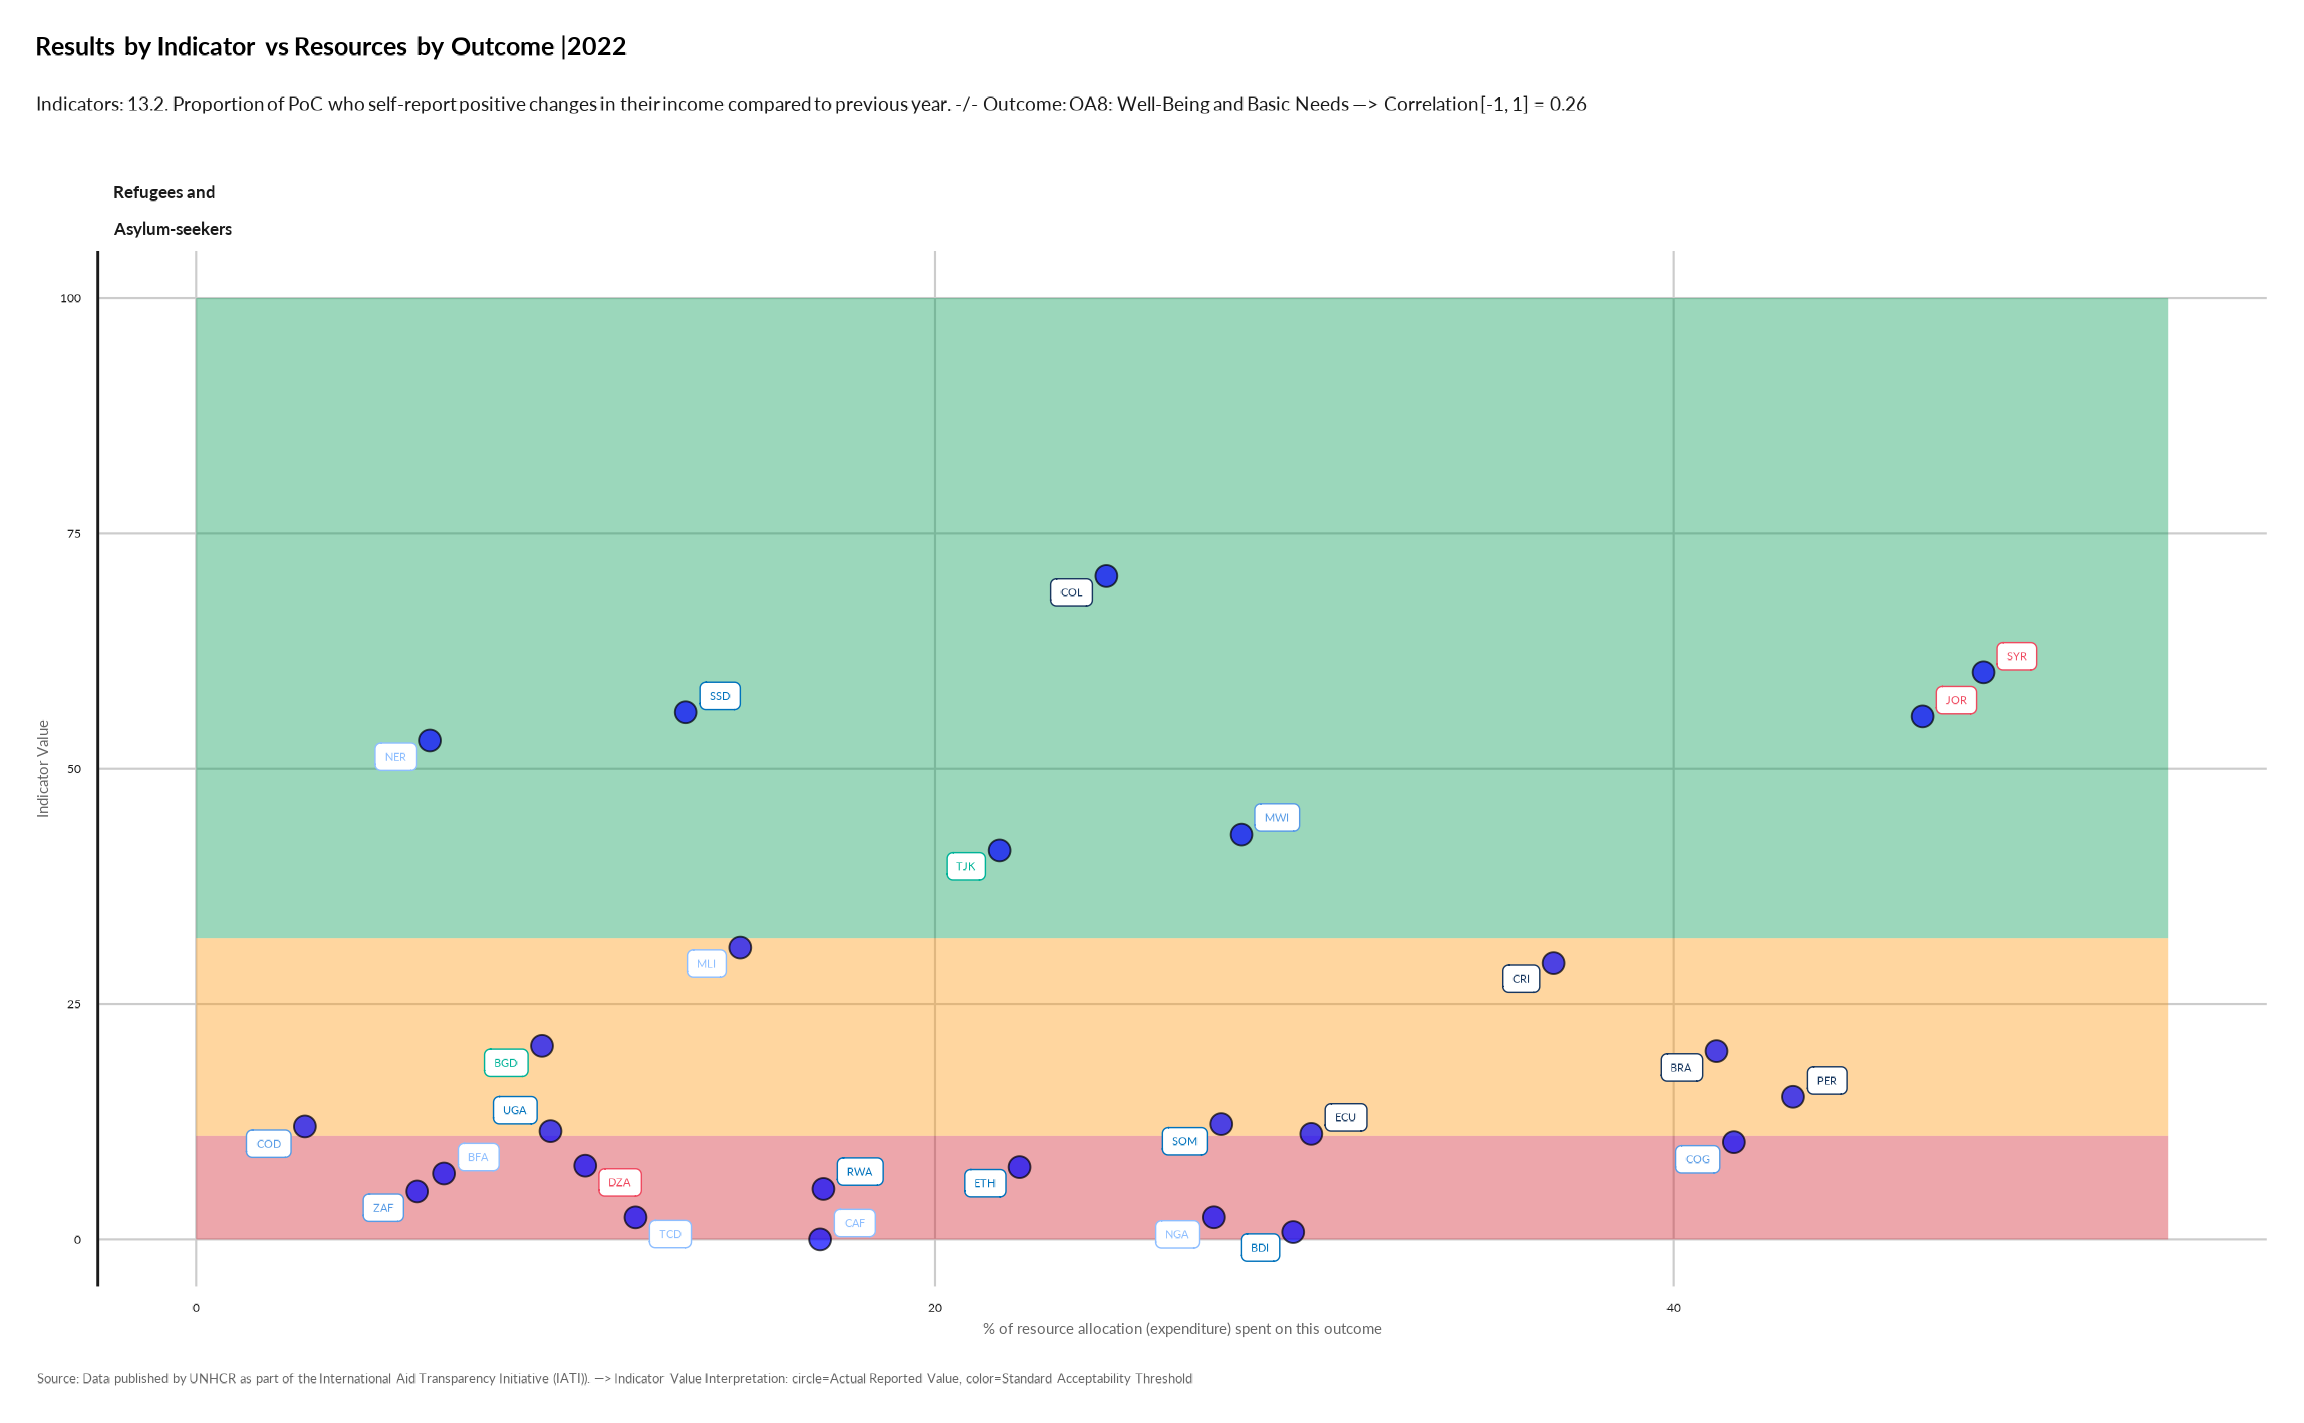 Results by Indicator vs Resources by Outcome |2022
Indicators: 13.2. Proportion of PoC who self-report positive changes in their income compared to previous year. -/- Outcome: OA8: Well-Being and Basic Needs —> Correlation [-1, 1] = 0.26
Refugees and
Asylum-seekers
100
75
COL
SYR
SSD
JOR
Indicator Value
NER
50
MWI
TJK
MLI
CRI
25
BGD
BRA
PER
UGA
ECU
COD
SOM
BFA
COG
RWA
DZA
ETH
ZAF
CAF
TCD
NGA
0
BDI
0
20
40
% of resource allocation (expenditure) spent on this outcome
Source: Data published by UNHCR as part of the International Aid Transparency Initiative (IATI)). —> Indicator Value Interpretation: circle=Actual Reported Value, color=Standard Acceptability Threshold